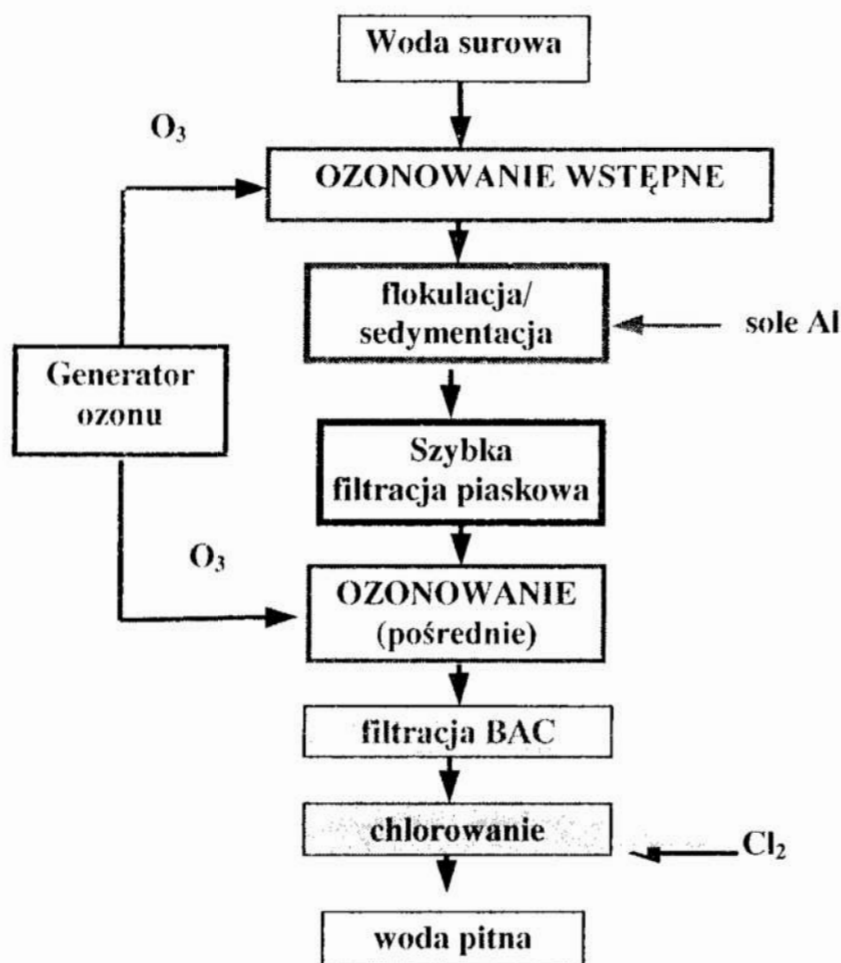 Woda surowa
O₃
OZONOWANIE WSTĘPNE
flokulacja/
sedymentacja
sole Al
Generator
ozonu
Szybka
filtracja piaskowa
O₃
OZONOWANIE
(pośrednie)
filtracja BAC
chlorowanie
Cl₂
woda pitna